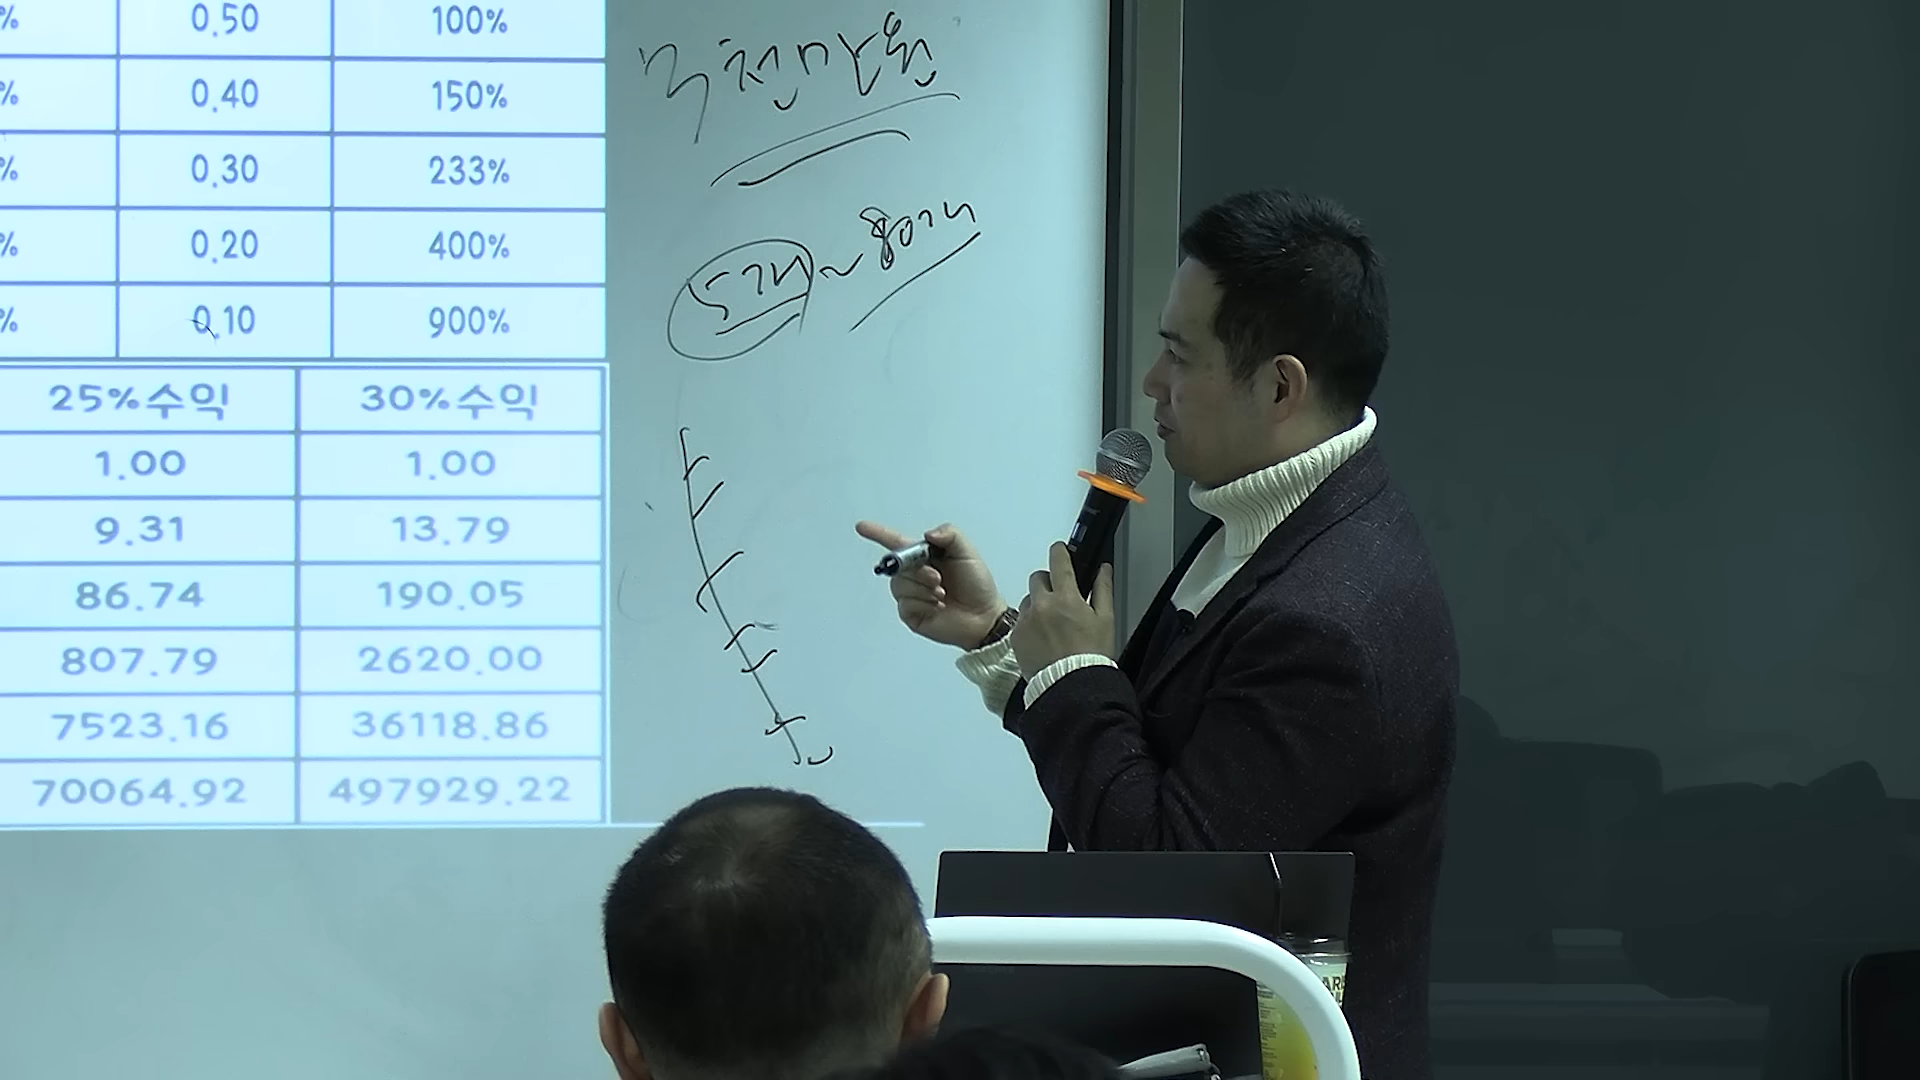 % 0.50 100%
% 0.40 150%
% 0.30 233%
% 0.20 400%
% 0.10 900%
25%수익 30%수익
1.00 1.00
9.31 13.79
86.74 190.05
807.79 2620.00
7523.16 36118.86
70064.92 497929.22
천만원
5개~80개